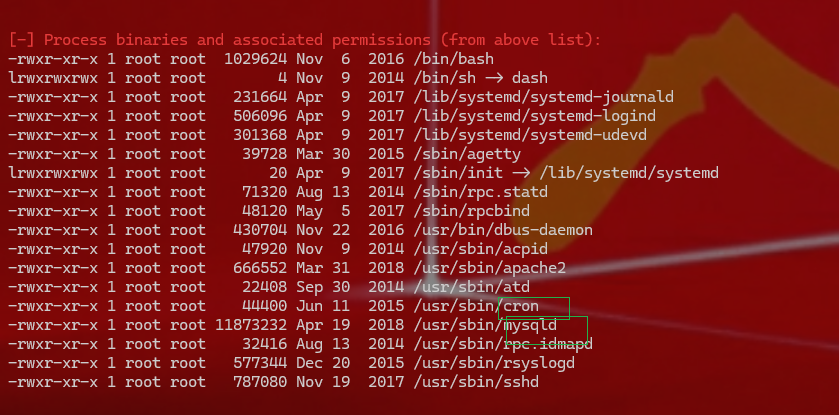 [-] Process binaries and associated permissions (from above list):
-rwxr-xr-x 1 root root  1029624 Nov  6  2016 /bin/bash
lrwxrwxrwx 1 root root        4 Nov  9  2014 /bin/sh -> dash
-rwxr-xr-x 1 root root   231664 Apr  9  2017 /lib/systemd/systemd-journald
-rwxr-xr-x 1 root root   506096 Apr  9  2017 /lib/systemd/systemd-logind
-rwxr-xr-x 1 root root   301368 Apr  9  2017 /lib/systemd/systemd-udevd
-rwxr-xr-x 1 root root    39728 Mar 30  2015 /sbin/agetty
lrwxrwxrwx 1 root root       20 Apr  9  2017 /sbin/init -> /lib/systemd/systemd
-rwxr-xr-x 1 root root    71320 Aug 13  2014 /sbin/rpc.statd
-rwxr-xr-x 1 root root    48120 May  5  2017 /sbin/rpcbind
-rwxr-xr-x 1 root root   430704 Nov 22  2016 /usr/bin/dbus-daemon
-rwxr-xr-x 1 root root    47920 Nov  9  2014 /usr/sbin/acpid
-rwxr-xr-x 1 root root   666552 Mar 31  2018 /usr/sbin/apache2
-rwxr-xr-x 1 root root    22408 Sep 30  2014 /usr/sbin/atd
-rwxr-xr-x 1 root root    44400 Jun 11  2015 /usr/sbin/cron
-rwxr-xr-x 1 root root 11873232 Apr 19  2018 /usr/sbin/mysqld
-rwxr-xr-x 1 root root    32416 Aug 13  2014 /usr/sbin/rpc.idmapd
-rwxr-xr-x 1 root root   577344 Dec 20  2015 /usr/sbin/rsyslogd
-rwxr-xr-x 1 root root   787080 Nov 19  2017 /usr/sbin/sshd